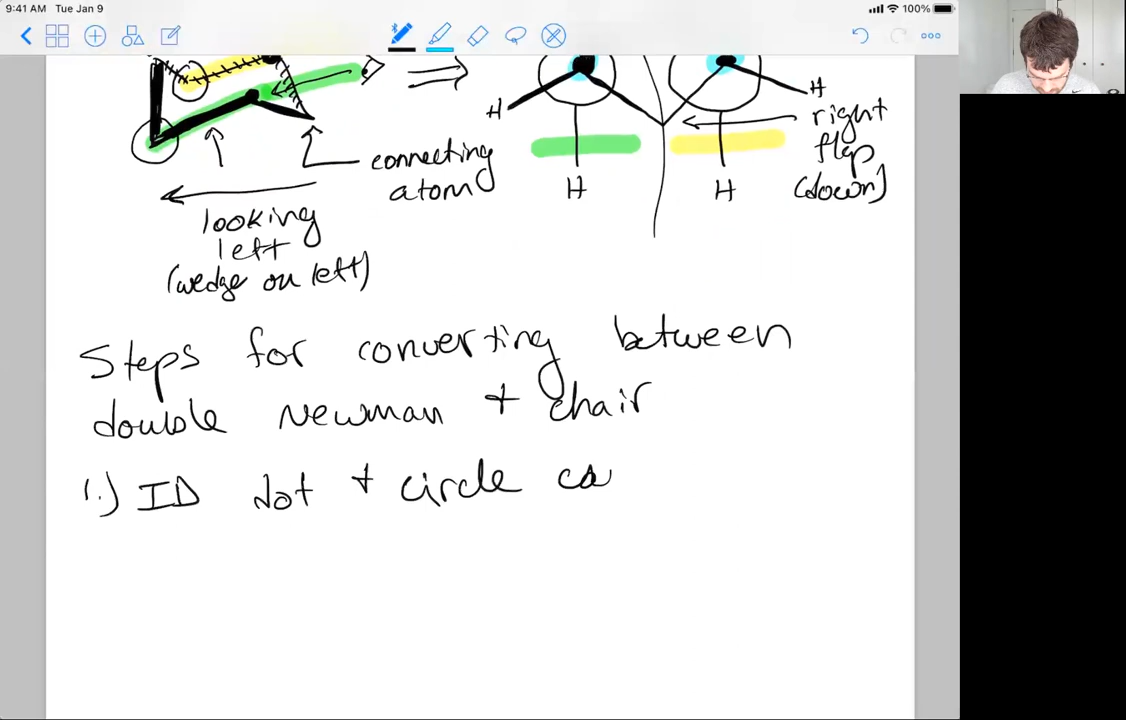 9:41 AM Tue Jan 9
100%
H
H
right
flap
(down)
connecting
atom
H
H
looking
left
(wedge on left)
Steps for converting between
double Newman + chair
1.) ID dot + circle ca